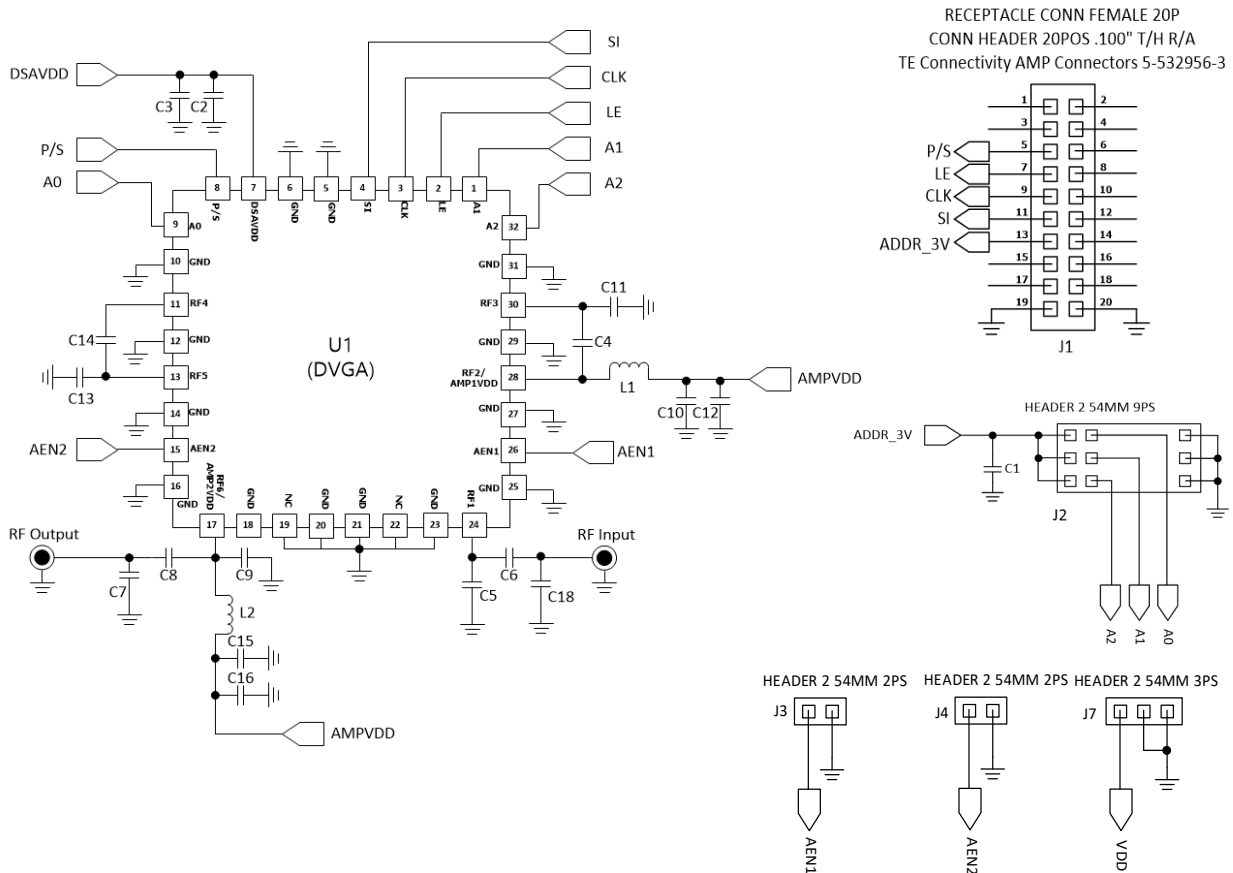 RECEPTACLE CONN FEMALE 20P
CONN HEADER 20POS .100" T/H R/A
TE Connectivity AMP Connectors 5-532956-3
SI
DSAVDD
CLK
C3
C2
LE
P/S
A1
A0
A2
8
7
6
5
4
3
2
1
P/S
DSAVDD
GND
GND
SI
CLK
LE
A1
9
A0
A2
32
10
GND
GND
31
11
RF4
RF3
30
C11
C14
12
GND
GND
29
C4
U1
(DVGA)
13
RF5
C13
RF2/
AMP1VDD
28
L1
AMPVDD
C10
C12
14
GND
GND
27
AEN2
15
AEN2
AEN1
26
AEN1
16
GND
GND
25
RF6/
AMP2VDD
GND
NC
GND
GND
NC
GND
RF1
17
18
19
20
21
22
23
24
RF Output
RF Input
C8
C9
C7
C6
C5
C18
L2
C15
C16
AMPVDD
1
2
3
4
P/S
5
6
LE
7
8
CLK
9
10
SI
11
12
ADDR_3V
13
14
15
16
17
18
19
20
J1
HEADER 2 54MM 9PS
ADDR_3V
C1
J2
A2
A1
A0
HEADER 2 54MM 2PS
HEADER 2 54MM 2PS
HEADER 2 54MM 3PS
J3
J4
J7
AEN1
AEN2
VDD